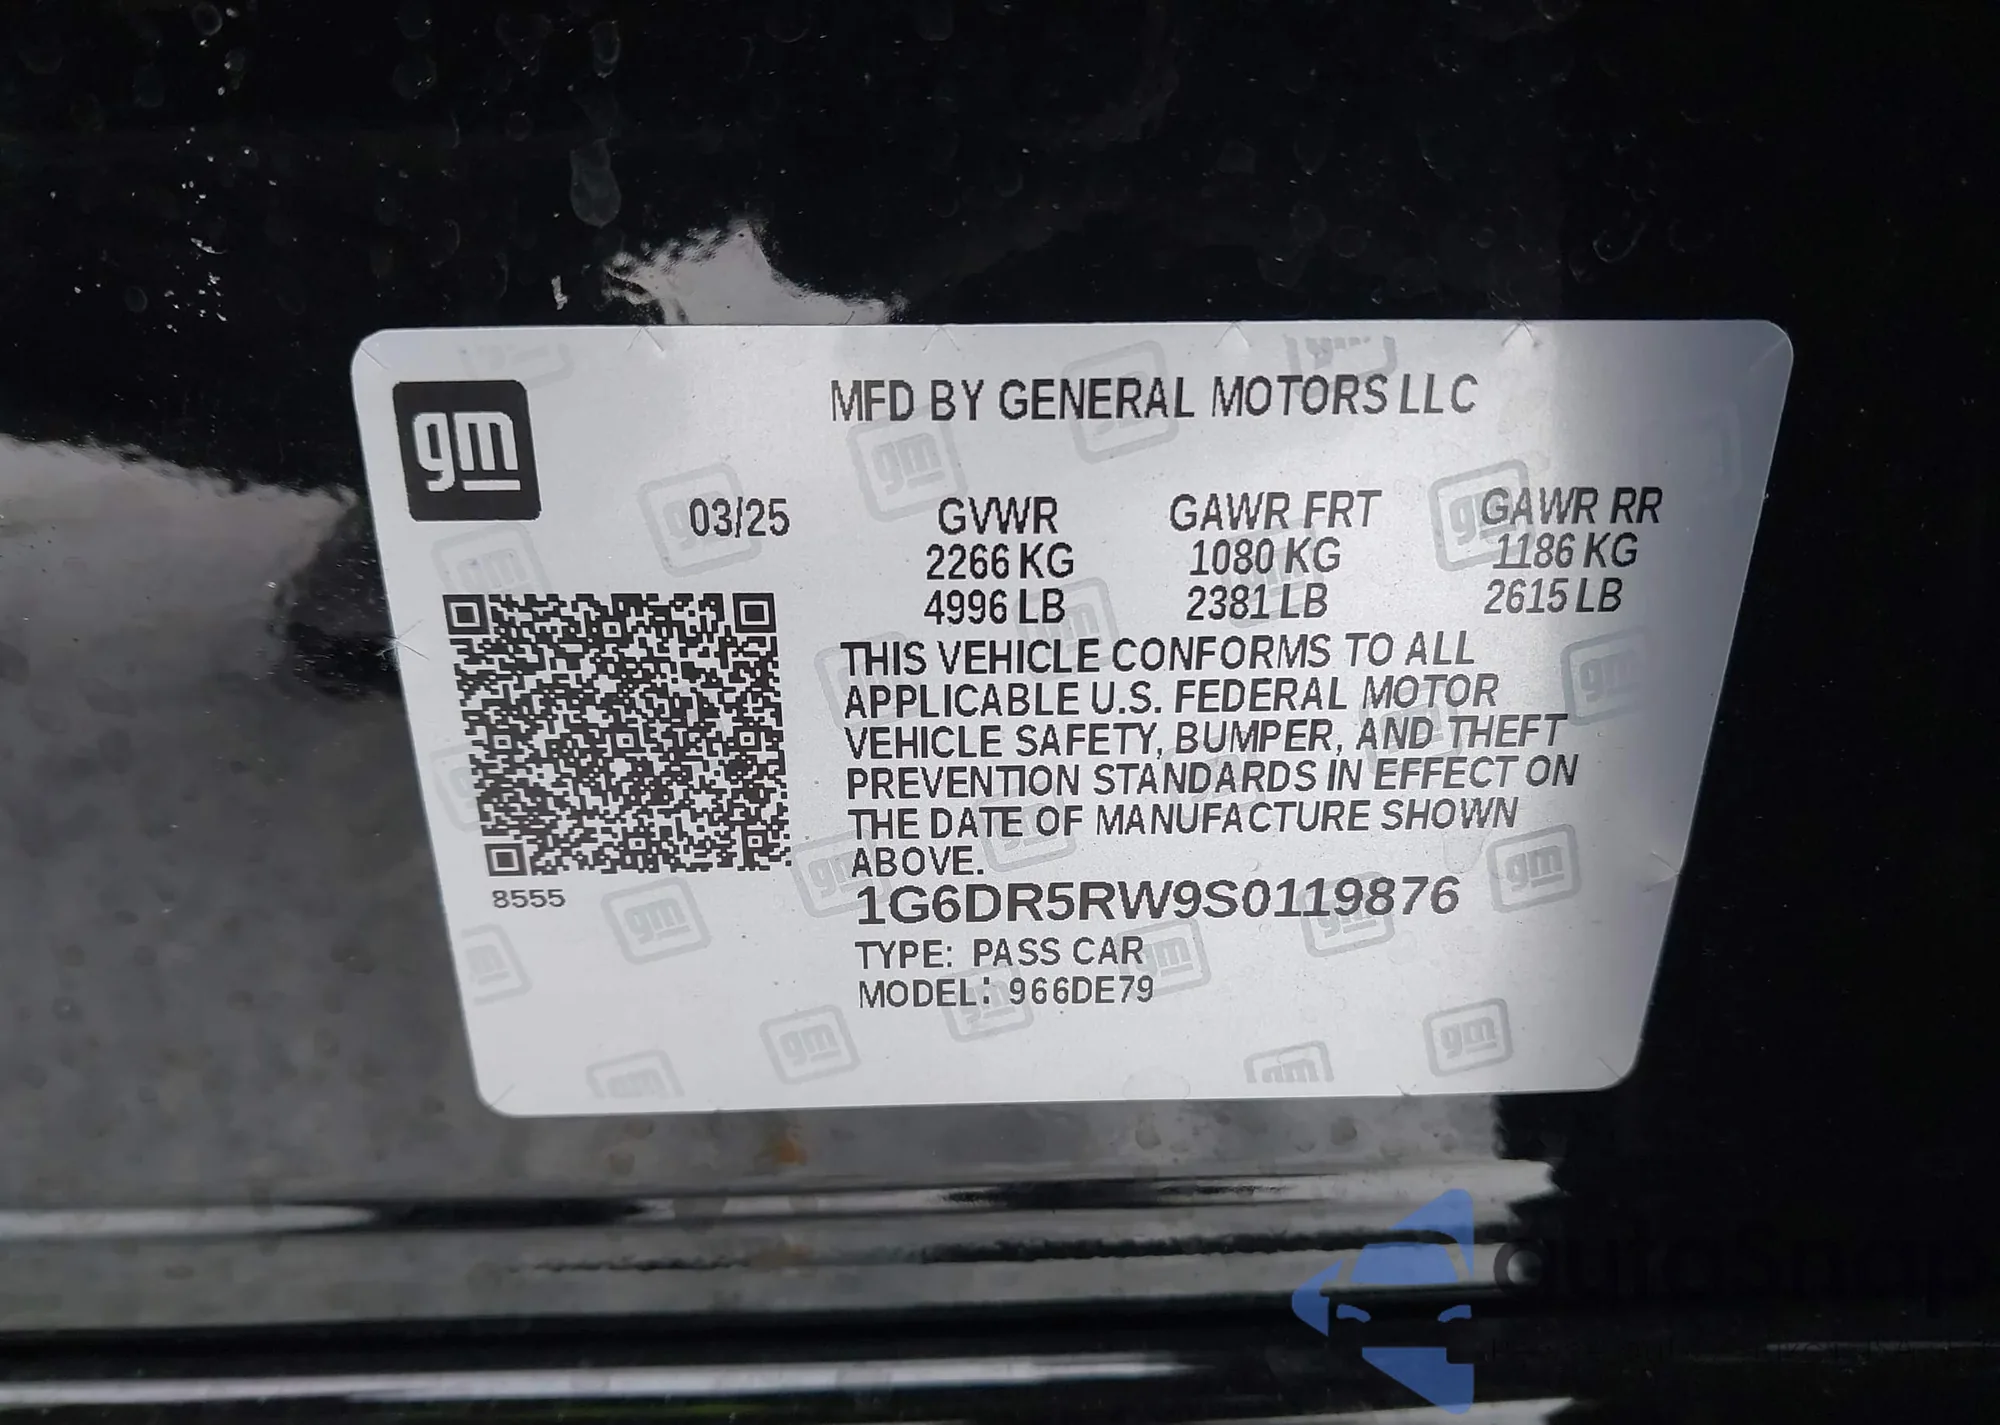 gm
MFD BY GENERAL MOTORS LLC
03/25
GVWR GAWR FRT GAWR RR
2266 KG 1080 KG 1186 KG
4996 LB 2381 LB 2615 LB
THIS VEHICLE CONFORMS TO ALL
APPLICABLE U.S. FEDERAL MOTOR
VEHICLE SAFETY, BUMPER, AND THEFT
PREVENTION STANDARDS IN EFFECT ON
THE DATE OF MANUFACTURE SHOWN
ABOVE.
8555
1G6DR5RW9S0119876
TYPE: PASS CAR
MODEL: 966DE79